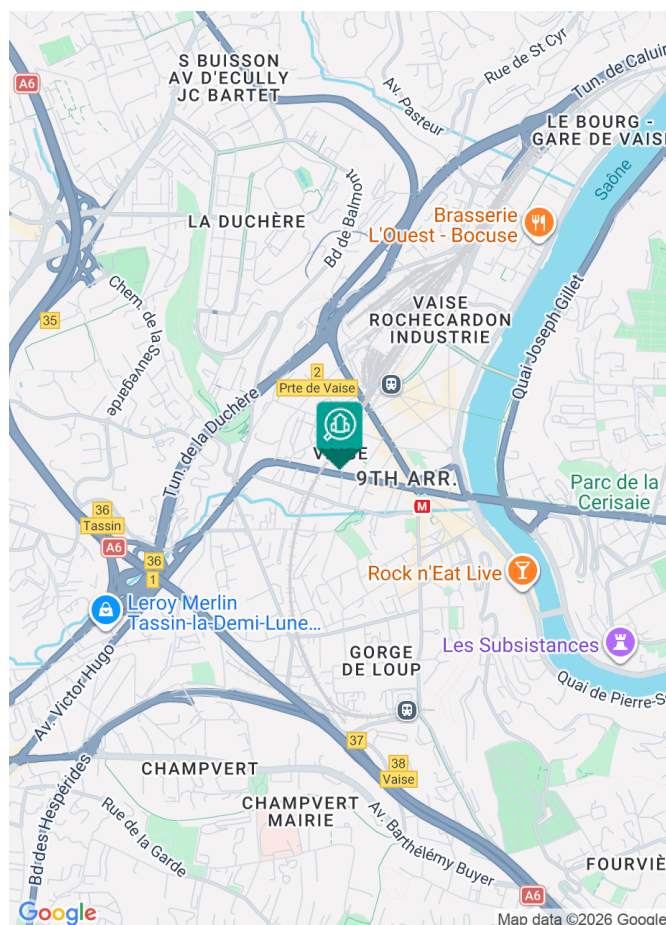 Rue de St Cyr
Tun. de Caluir
S BUISSON
AV D'ECULLY
JC BARTET
A6
Av. Pasteur
LE BOURG -
GARE DE VAISE
Saône
LA DUCHÈRE
Bd de Balmont
Brasserie
L'Ouest - Bocuse
Chem. de la Sauvegarde
35
VAISE
ROCHECARDON
INDUSTRIE
Quai Joseph Gillet
2
Prte de Vaise
Tun. de la Duchère
9TH ARR.
Parc de la
Cerisaie
M
36
Tassin
A6
36
1
Rock n'Eat Live
Leroy Merlin
Tassin-la-Demi-Lune...
Les Subsistances
GORGE
DE LOUP
Quai de Pierre-S
Av. Victor Hugo
37
38
Vaise
CHAMPVERT
CHAMPVERT
MAIRIE
Bd des Hespérides
Rue de la Garde
Av. Barthélémy Buyer
FOURVIÈ
A6
Google
Map data ©2026 Google